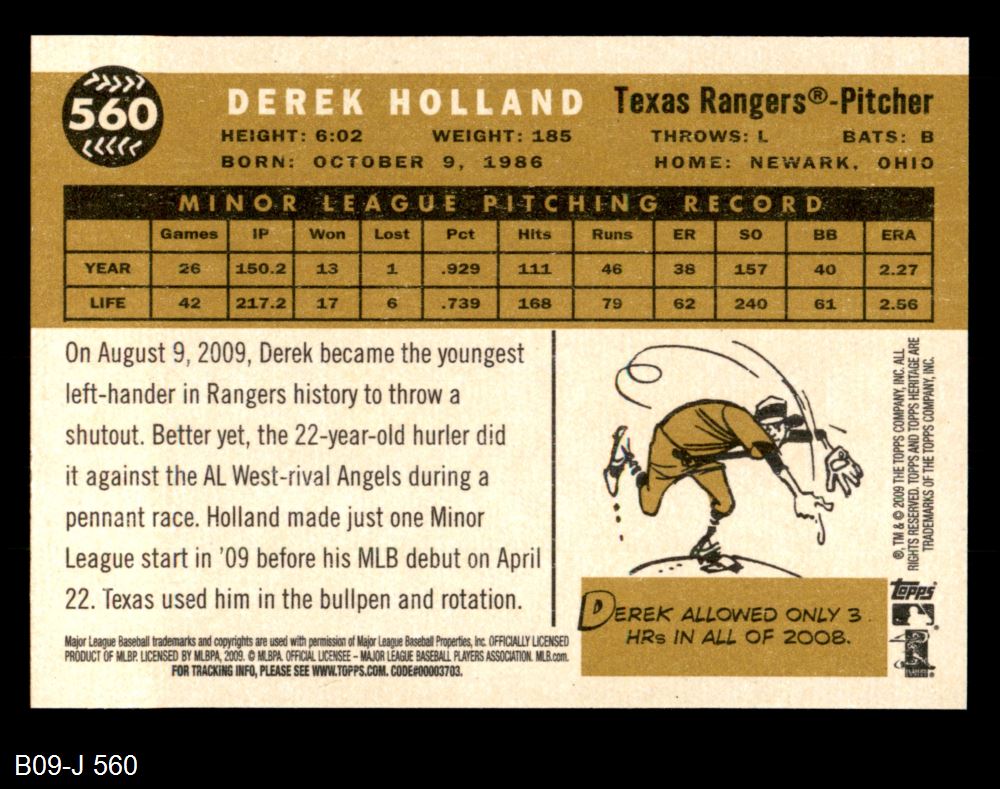 560
DEREK HOLLAND Texas Rangers®-Pitcher
HEIGHT: 6:02 WEIGHT: 185 THROWS: L BATS: B
BORN: OCTOBER 9, 1986 HOME: NEWARK, OHIO
MINOR LEAGUE PITCHING RECORD
Games IP Won Lost Pct Hits Runs ER SO BB ERA
YEAR 26 150.2 13 1 .929 111 46 38 157 40 2.27
LIFE 42 217.2 17 6 .739 168 79 62 240 61 2.56
On August 9, 2009, Derek became the youngest
left-hander in Rangers history to throw a
shutout. Better yet, the 22-year-old hurler did
it against the AL West-rival Angels during a
pennant race. Holland made just one Minor
League start in ’09 before his MLB debut on April
22. Texas used him in the bullpen and rotation.
Major League Baseball trademarks and copyrights are used with permission of Major League Baseball Properties, Inc. OFFICIALLY LICENSED
PRODUCT OF MLBP. LICENSED BY MLBPA, 2009. © MLBPA. OFFICIAL LICENSEE – MAJOR LEAGUE BASEBALL PLAYERS ASSOCIATION. MLB.com.
FOR TRACKING INFO, PLEASE SEE WWW.TOPPS.COM. CODE#00003703.
DEREK ALLOWED ONLY 3
HRs IN ALL OF 2008.
®, TM & © 2009 THE TOPPS COMPANY, INC. ALL
RIGHTS RESERVED. TOPPS AND TOPPS HERITAGE ARE
TRADEMARKS OF THE TOPPS COMPANY, INC.
Topps
B09-J 560